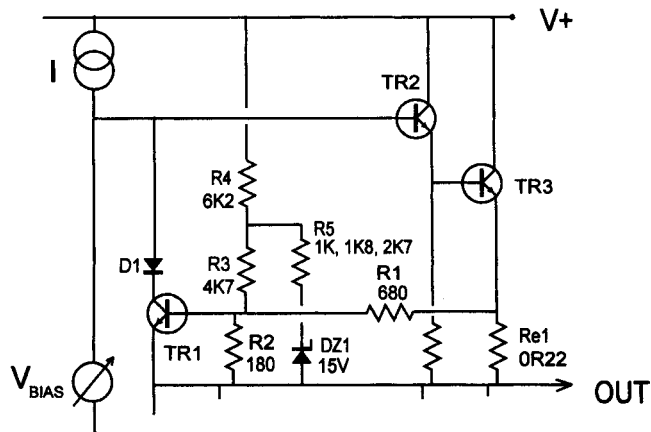 V+
I
TR2
TR3
R4
6K2
R5
1K, 1K8, 2K7
R3
4K7
R1
680
D1
TR1
R2
180
DZ1
15V
Re1
0R22
VBIAS
OUT